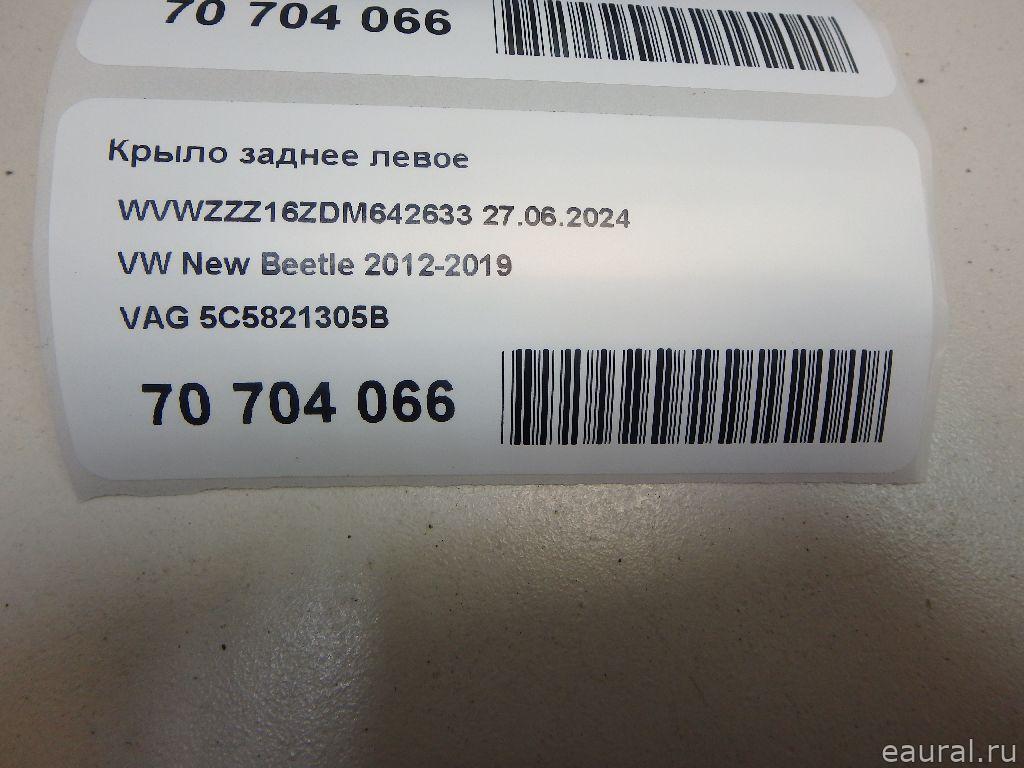 70 704 066
Крыло заднее левое
WVWZZZ16ZDM642633 27.06.2024
VW New Beetle 2012-2019
VAG 5C5821305B
70 704 066
eaural.ru